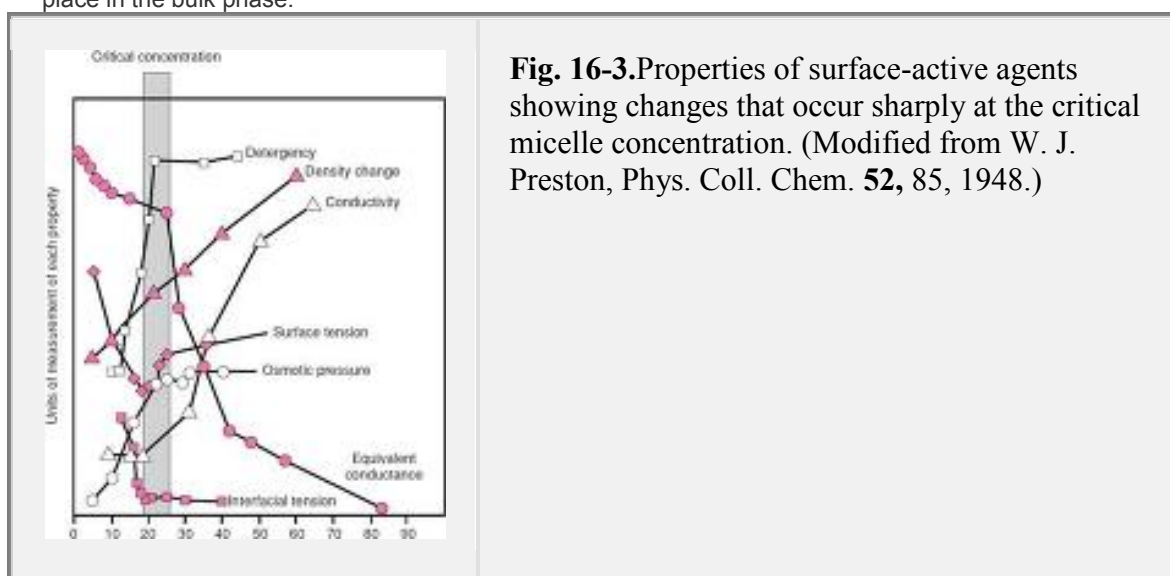 place in the bulk phase.
Critical concentration
Detergency
Density change
Conductivity
Surface tension
Osmotic pressure
Equivalent
conductance
Interfacial tension
Units of measurement of each property
0 10 20 30 40 50 60 70 80 90
Fig. 16-3.Properties of surface-active agents
showing changes that occur sharply at the critical
micelle concentration. (Modified from W. J.
Preston, Phys. Coll. Chem. 52, 85, 1948.)